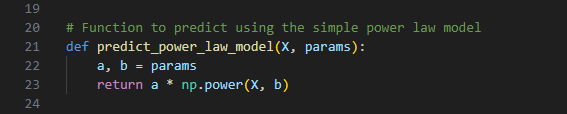 19
20 # Function to predict using the simple power law model
21 def predict_power_law_model(X, params):
22     a, b = params
23     return a * np.power(X, b)
24